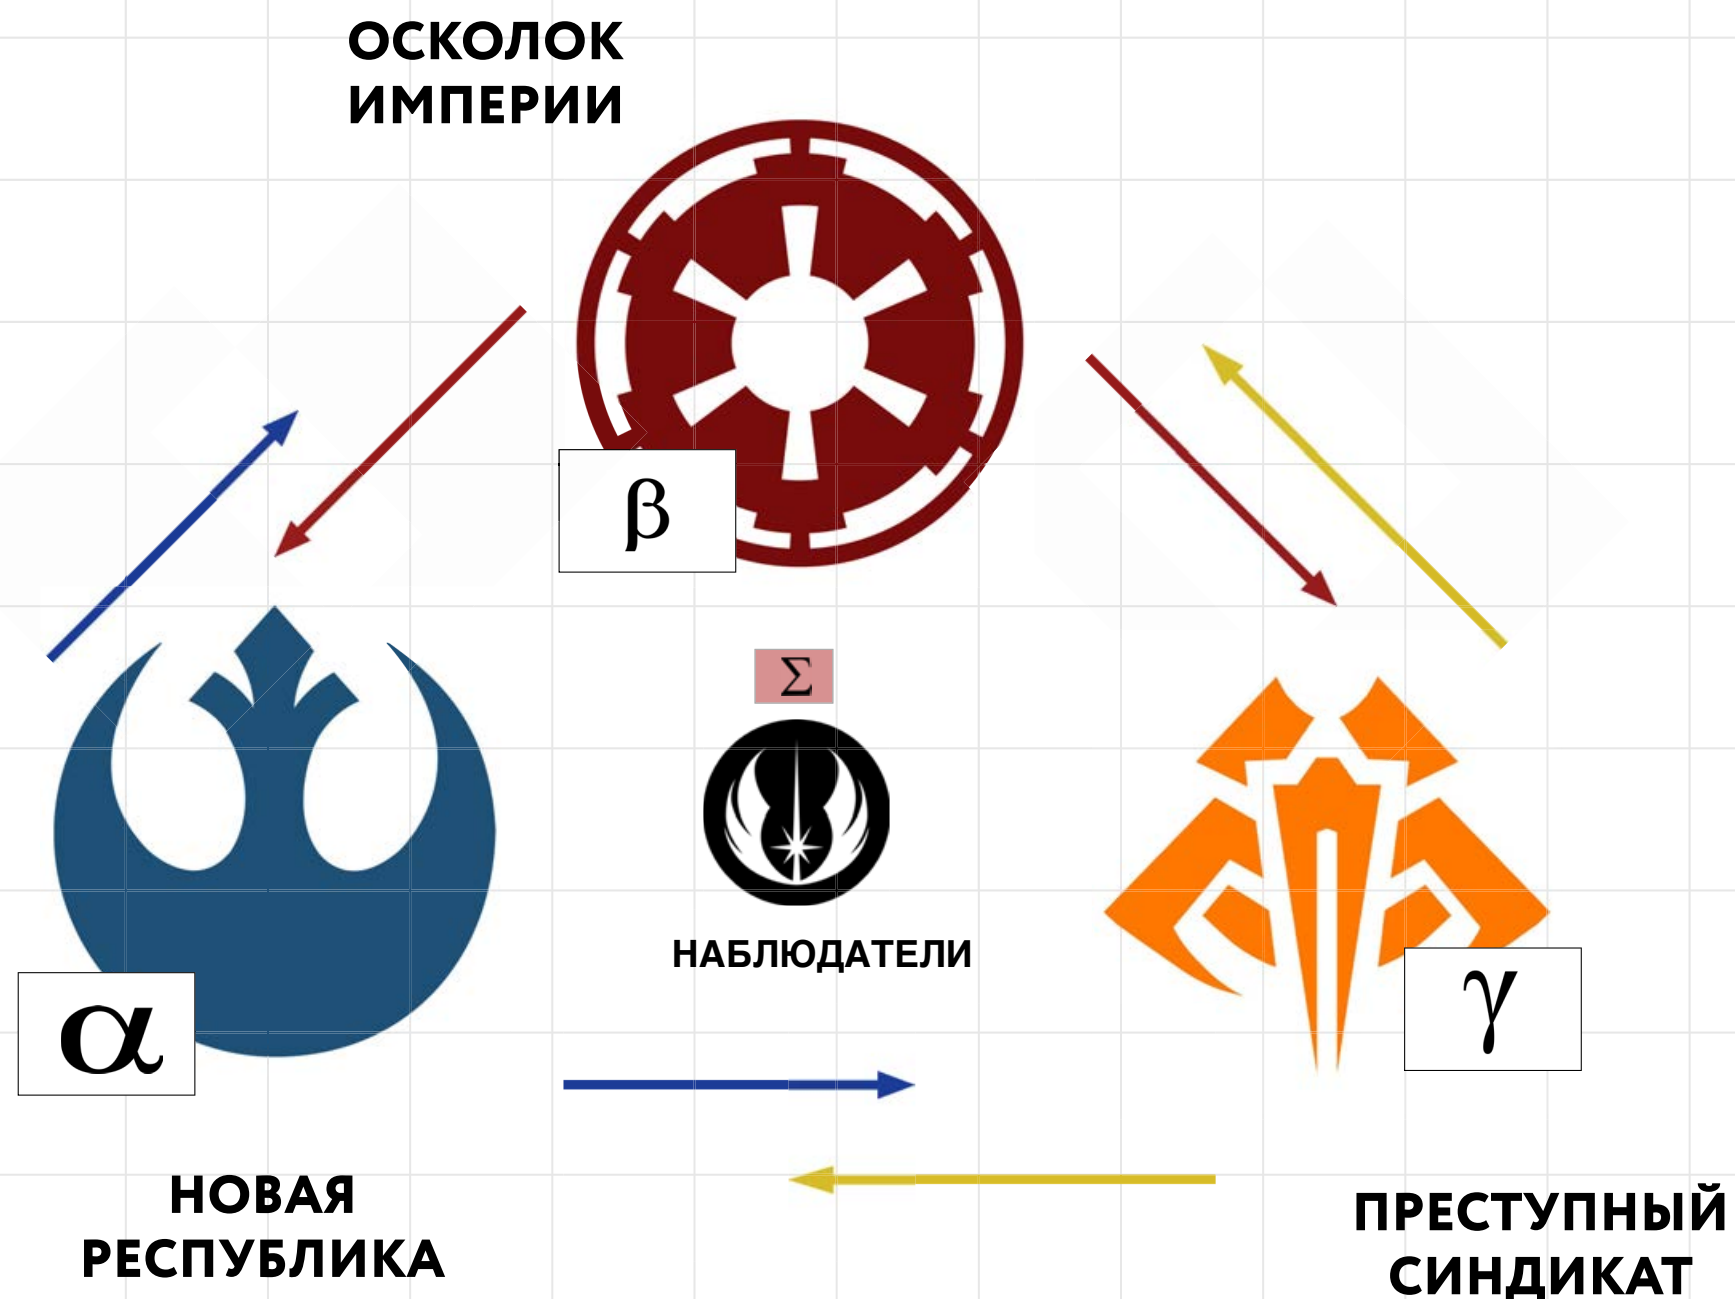 ОСКОЛОК
ИМПЕРИИ
β
Σ
НАБЛЮДАТЕЛИ
α
γ
НОВАЯ
РЕСПУБЛИКА
ПРЕСТУПНЫЙ
СИНДИКАТ